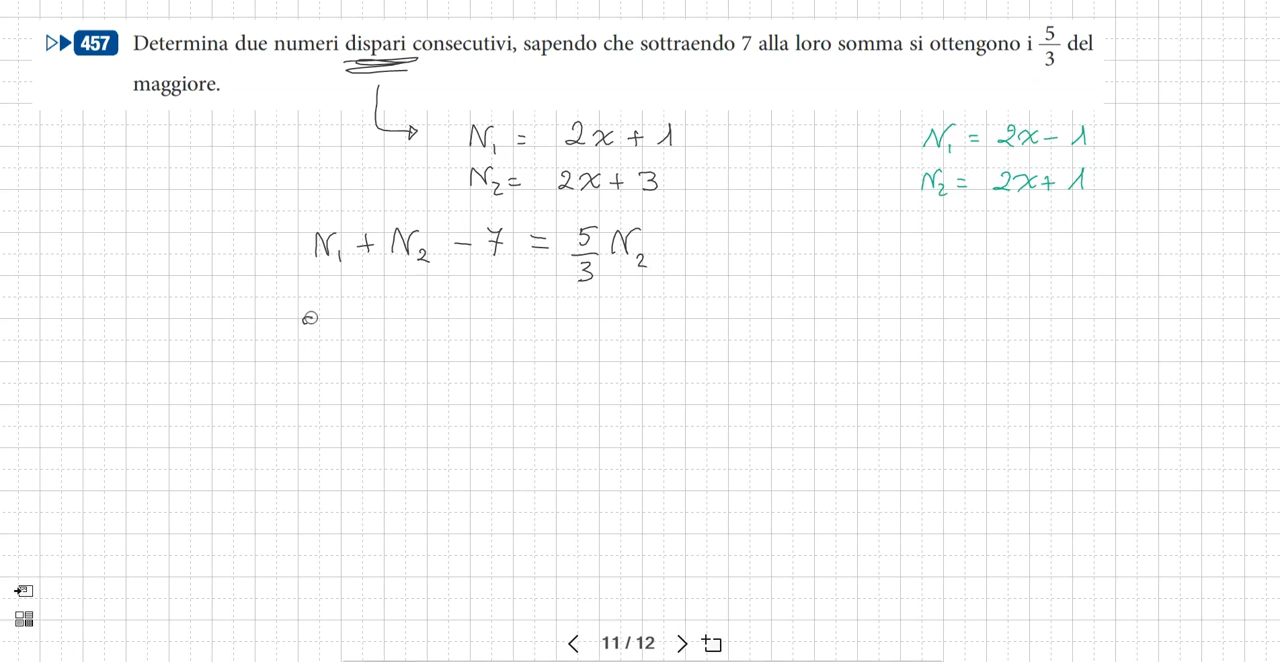 457 Determina due numeri dispari consecutivi, sapendo che sottraendo 7 alla loro somma si ottengono i 5/3 del
maggiore.
N₁ = 2x + 1
N₂ = 2x + 3
N₁ = 2x - 1
N₂ = 2x + 1
N₁ + N₂ - 7 = 5/3 N₂
11 / 12